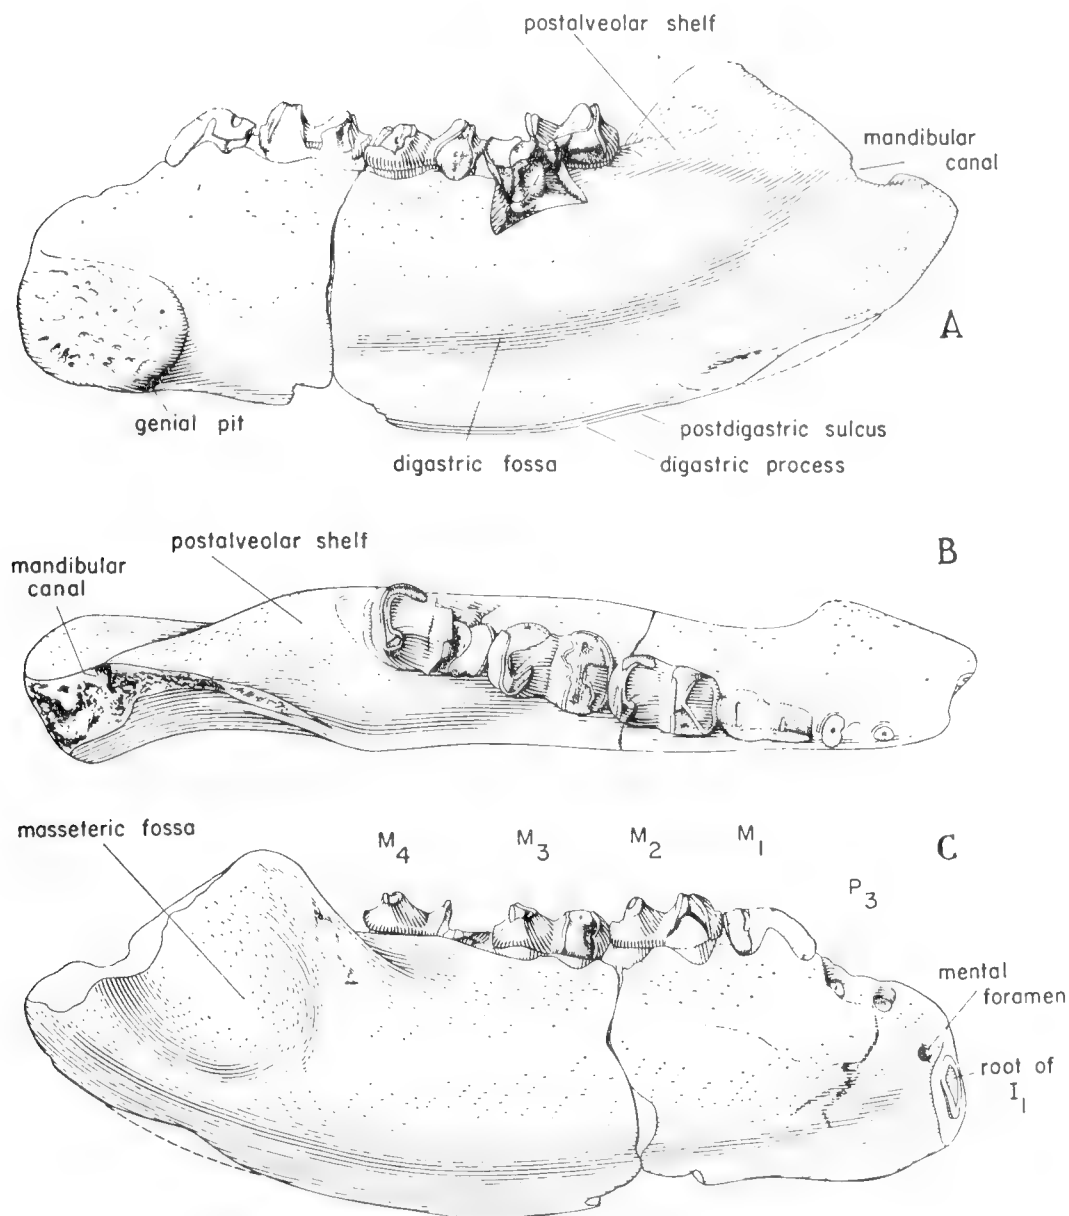 postalveolar shelf
mandibular
canal
A
genial pit
postdigastric sulcus
digastric fossa
digastric process
postalveolar shelf
B
mandibular
canal
masseteric fossa
M4
M3
M2
M1
C
P3
mental
foramen
root of
I1